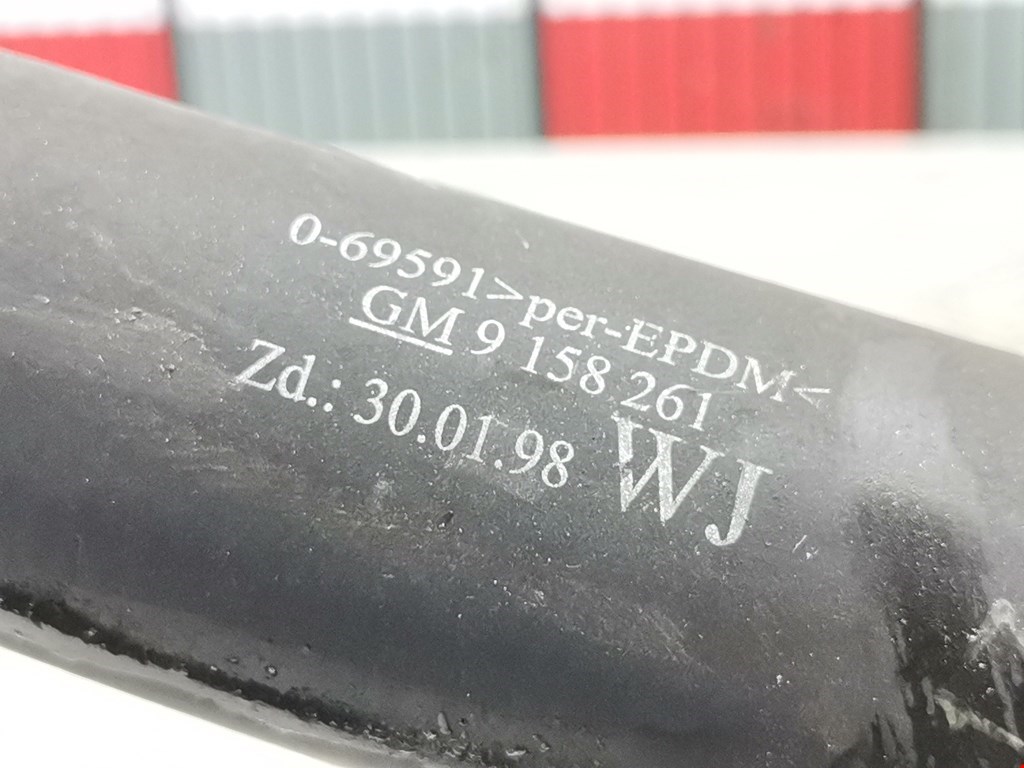 0-69591>per-EPDM<
GM 9 158 261
Zd.: 30.01.98 WJ